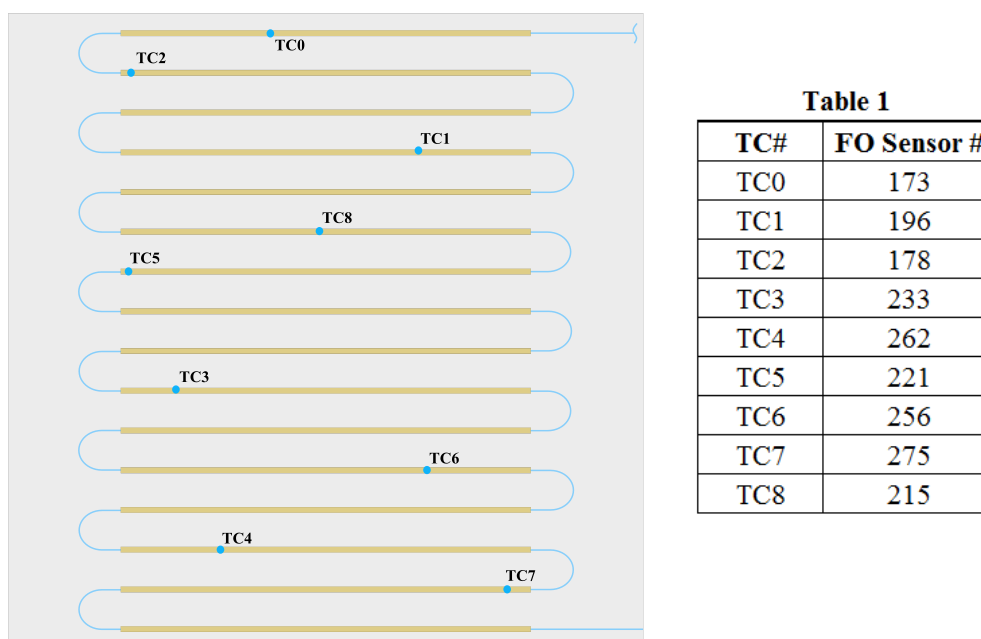 TC0
TC2
TC1
TC8
TC5
TC3
TC6
TC4
TC7
Table 1
TC# FO Sensor #
TC0 173
TC1 196
TC2 178
TC3 233
TC4 262
TC5 221
TC6 256
TC7 275
TC8 215